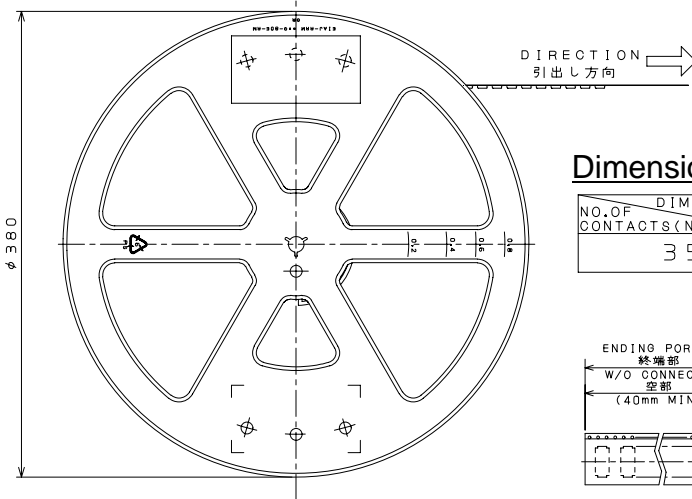 DIRECTION
引出し方向
φ380
0.2
0.4
0.6
0.8
Dimensio
DIM
NO.OF
CONTACTS(N
35
ENDING POR
終端部
W/O CONNEC
空部
(40mm MIN